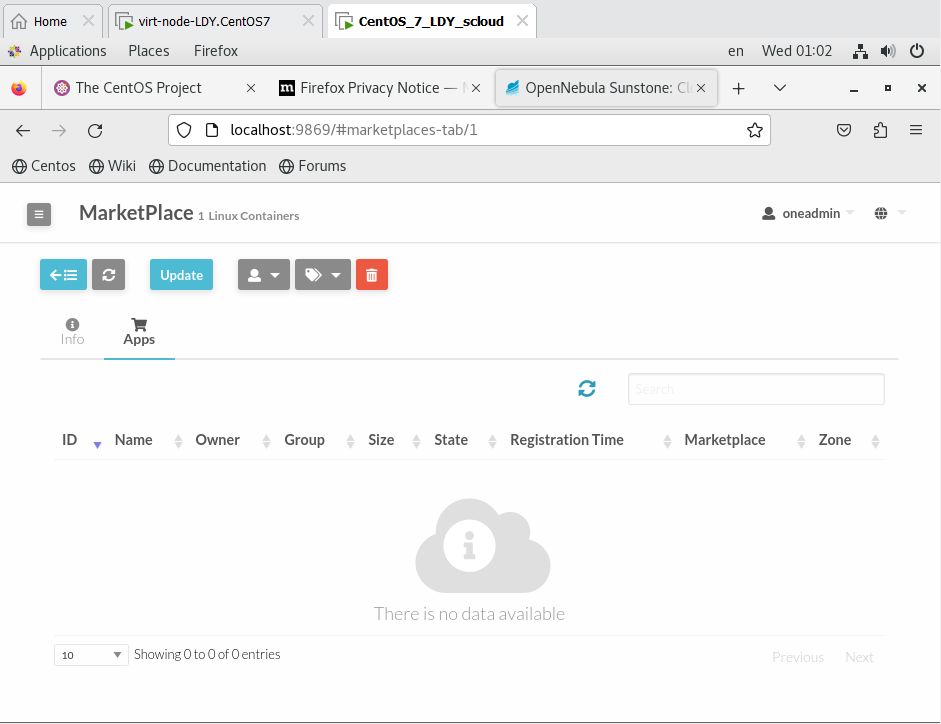 Home virt-node-LDY.CentOS7 CentOS_7_LDY_scloud
Applications Places Firefox en Wed 01:02
The CentOS Project Firefox Privacy Notice — OpenNebula Sunstone: Cl
localhost:9869/#marketplaces-tab/1
Centos Wiki Documentation Forums
MarketPlace 1 Linux Containers oneadmin
Update
Info Apps
Search
ID Name Owner Group Size State Registration Time Marketplace Zone
There is no data available
10 Showing 0 to 0 of 0 entries Previous Next